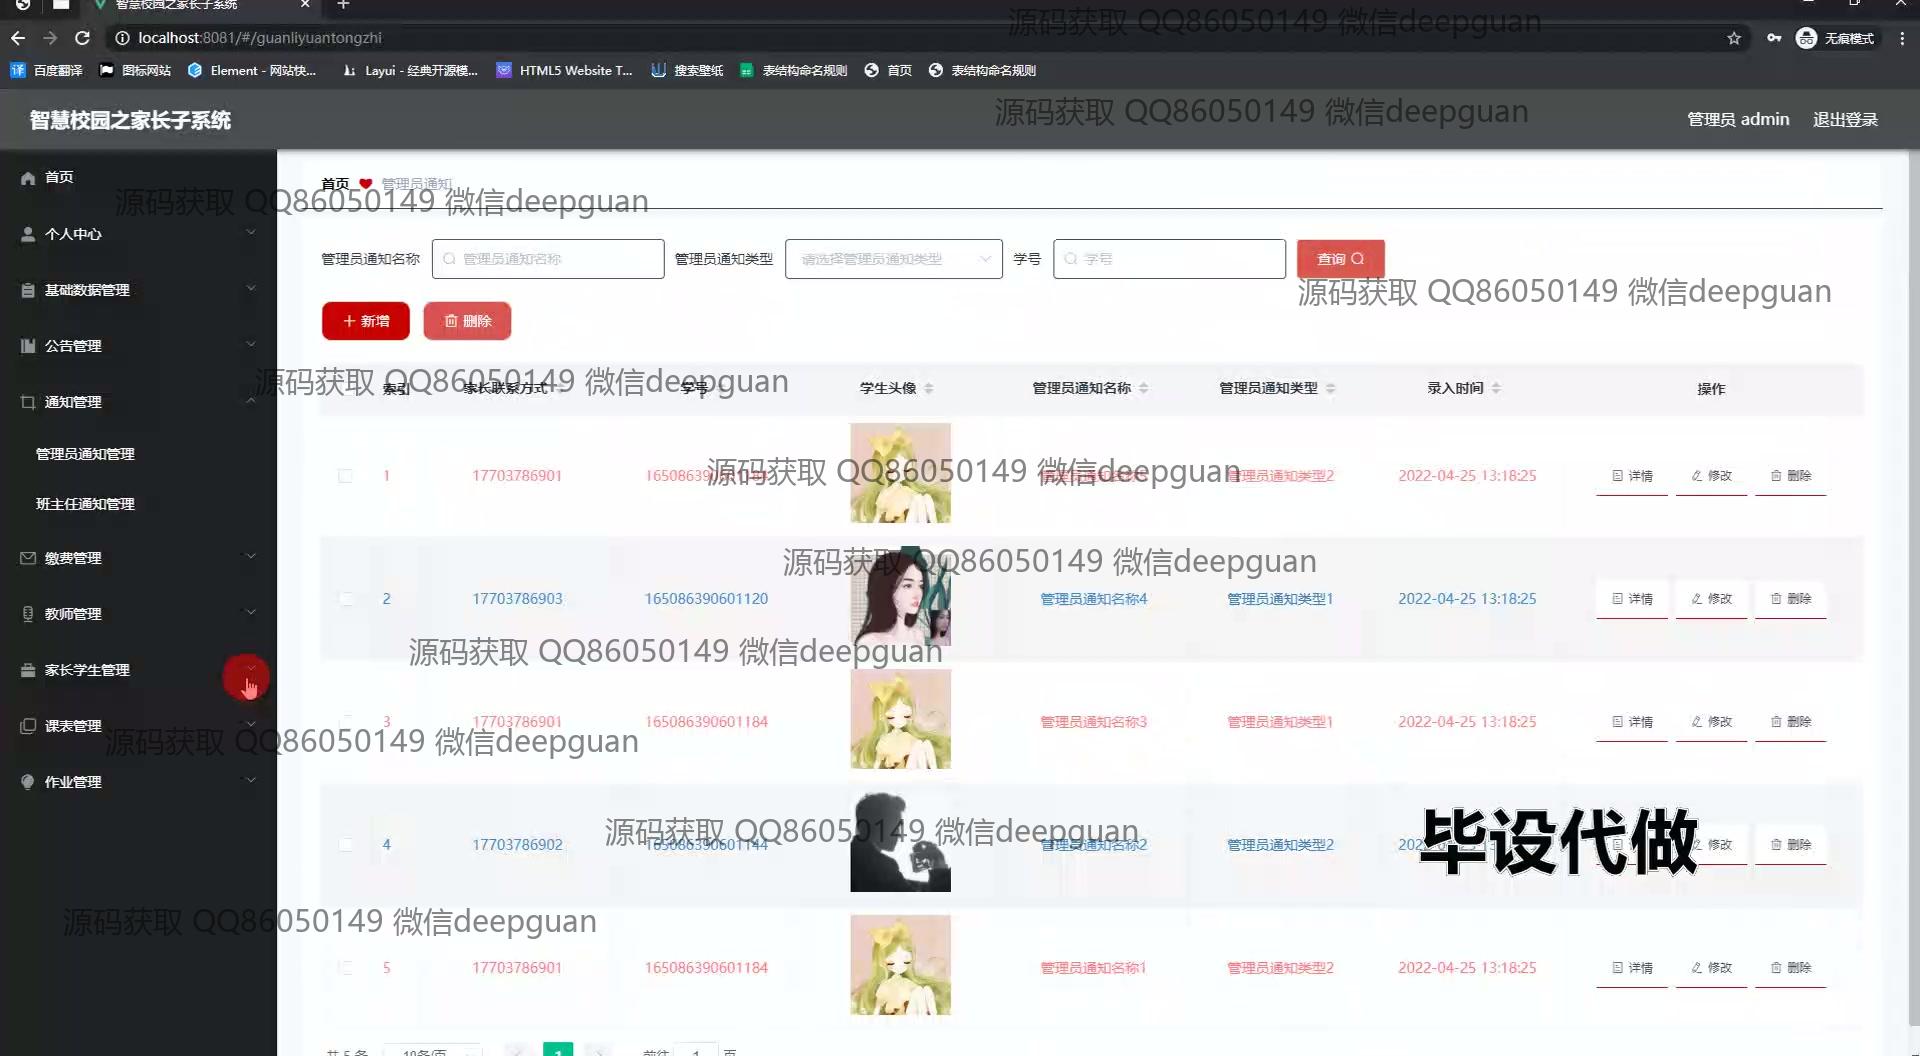 智慧校园之家长子系统
localhost:8081/#/guanliyuantongzhi
无痕模式
百度翻译 图标网站 Element - 网站快... Layui - 经典开源模... HTML5 Website T... 搜索壁纸 表结构命名规则 首页 表结构命名规则
源码获取 QQ86050149 微信deepguan
智慧校园之家长子系统
源码获取 QQ86050149 微信deepguan
管理员 admin 退出登录
首页
个人中心
基础数据管理
公告管理
通知管理
管理员通知管理
班主任通知管理
缴费管理
教师管理
家长学生管理
课表管理
作业管理
首页 管理员通知
源码获取 QQ86050149 微信deepguan
管理员通知名称 管理员通知名称 管理员通知类型 请选择管理员通知类型 学号 学号 查询
源码获取 QQ86050149 微信deepguan
新增 删除
索引 家长联系方式 学号 学生头像 管理员通知名称 管理员通知类型 录入时间 操作
源码获取 QQ86050149 微信deepguan
1 17703786901 165086390601184 管理员通知名称5 管理员通知类型2 2022-04-25 13:18:25 详情 修改 删除
源码获取 QQ86050149 微信deepguan
源码获取 QQ86050149 微信deepguan
2 17703786903 165086390601120 管理员通知名称4 管理员通知类型1 2022-04-25 13:18:25 详情 修改 删除
源码获取 QQ86050149 微信deepguan
3 17703786901 165086390601184 管理员通知名称3 管理员通知类型1 2022-04-25 13:18:25 详情 修改 删除
源码获取 QQ86050149 微信deepguan
源码获取 QQ86050149 微信deepguan
4 17703786902 165086390601144 管理员通知名称2 管理员通知类型2 修改 删除
毕设代做
源码获取 QQ86050149 微信deepguan
5 17703786901 165086390601184 管理员通知名称1 管理员通知类型2 2022-04-25 13:18:25 详情 修改 删除
共 5 条 10条/页 1 前往 1 页